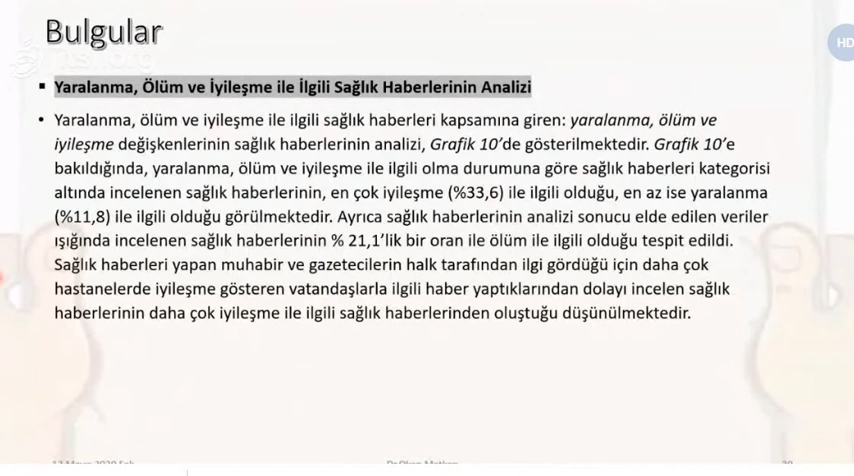 Bulgular
HD
▪ Yaralanma, Ölüm ve İyileşme ile İlgili Sağlık Haberlerinin Analizi
• Yaralanma, ölüm ve iyileşme ile ilgili sağlık haberleri kapsamına giren: yaralanma, ölüm ve
iyileşme değişkenlerinin sağlık haberlerinin analizi, Grafik 10’de gösterilmektedir. Grafik 10’e
bakıldığında, yaralanma, ölüm ve iyileşme ile ilgili olma durumuna göre sağlık haberleri kategorisi
altında incelenen sağlık haberlerinin, en çok iyileşme (%33,6) ile ilgili olduğu, en az ise yaralanma
(%11,8) ile ilgili olduğu görülmektedir. Ayrıca sağlık haberlerinin analizi sonucu elde edilen veriler
ışığında incelenen sağlık haberlerinin % 21,1’lik bir oran ile ölüm ile ilgili olduğu tespit edildi.
Sağlık haberleri yapan muhabir ve gazetecilerin halk tarafından ilgi gördüğü için daha çok
hastanelerde iyileşme gösteren vatandaşlarla ilgili haber yaptıklarından dolayı incelen sağlık
haberlerinin daha çok iyileşme ile ilgili sağlık haberlerinden oluştuğu düşünülmektedir.